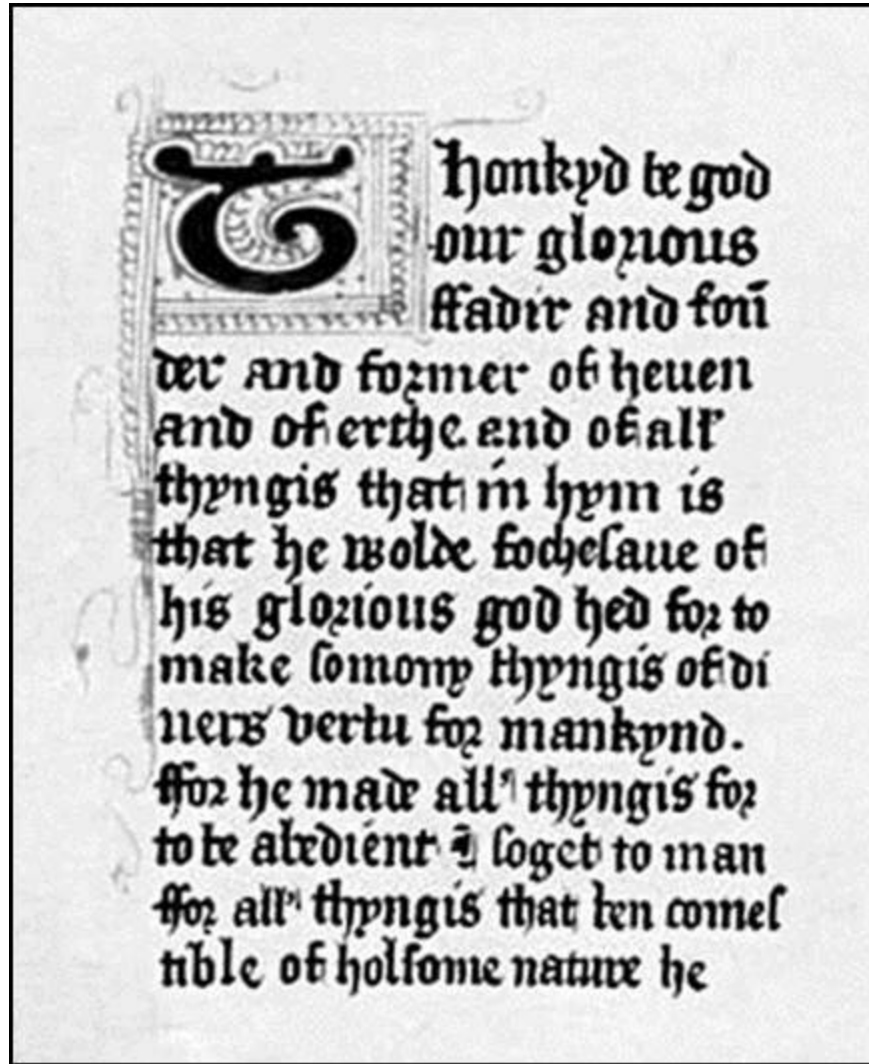 Thonkyd be god
our glorious
ffadir and foū
der and former of heuen
and of erthe and of all
thyngis that in hym is
that he wolde fochesaue of
his glorious god hed for to
make somony thyngis of di
uers vertu for mankynd.
ffor he made all thyngis for
to be abedient ⁊ soget to man
ffor all thyngis that ben comes
tible of holsome nature he